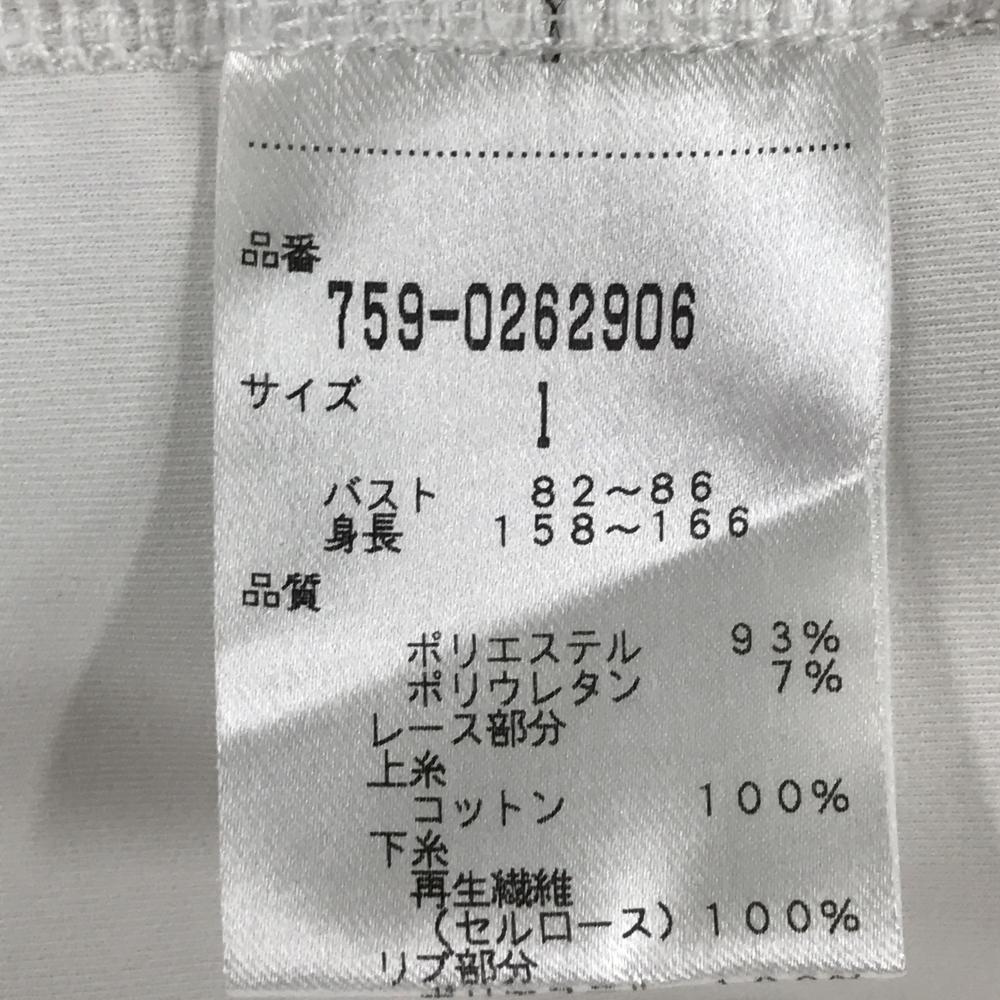 品番
759-0262906
サイズ 1
バスト 82〜86
身長 158〜166
品質
ポリエステル 93%
ポリウレタン 7%
レース部分
上糸
コットン 100%
下糸
再生繊維
(セルロース) 100%
リブ部分